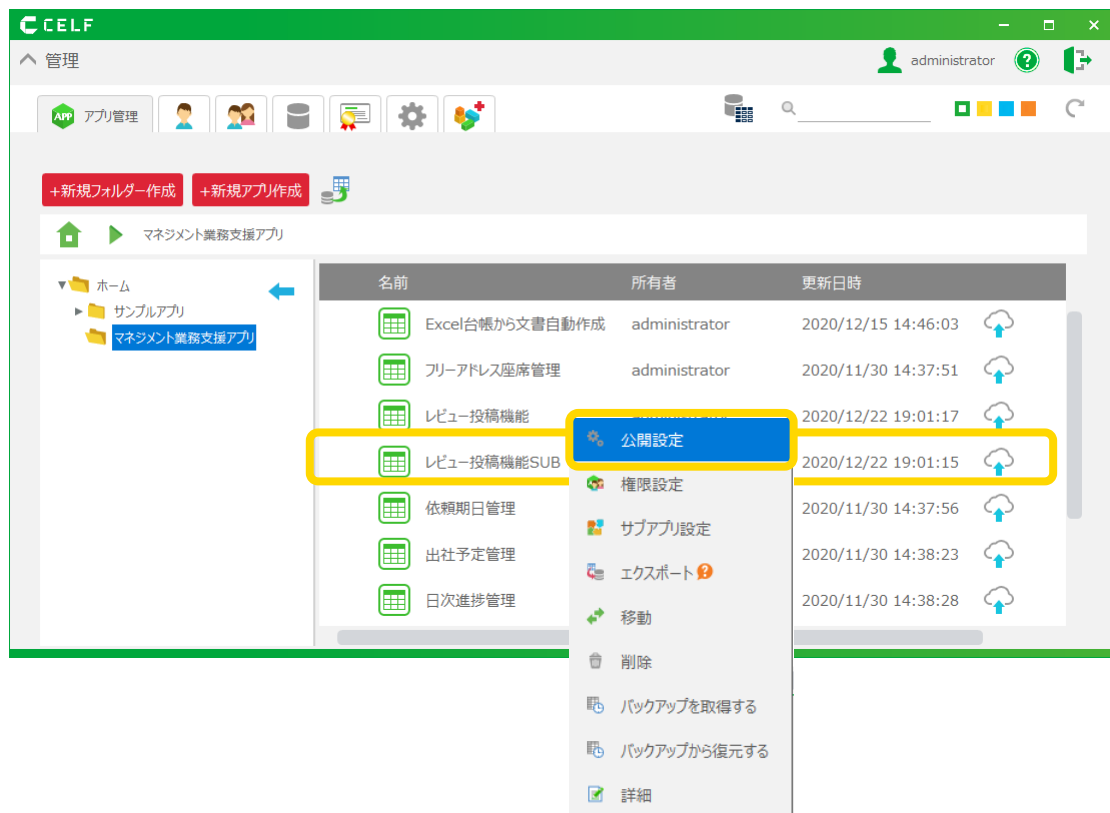 CELF
管理
administrator
APP アプリ管理
+新規フォルダー作成 +新規アプリ作成
マネジメント業務支援アプリ
ホーム
サンプルアプリ
マネジメント業務支援アプリ
名前 所有者 更新日時
Excel台帳から文書自動作成 administrator 2020/12/15 14:46:03
フリーアドレス座席管理 administrator 2020/11/30 14:37:51
レビュー投稿機能 administrator 2020/12/22 19:01:17
レビュー投稿機能SUB 2020/12/22 19:01:15
依頼期日管理 2020/11/30 14:37:56
出社予定管理 2020/11/30 14:38:23
日次進捗管理 2020/11/30 14:38:28
公開設定
権限設定
サブアプリ設定
エクスポート
移動
削除
バックアップを取得する
バックアップから復元する
詳細